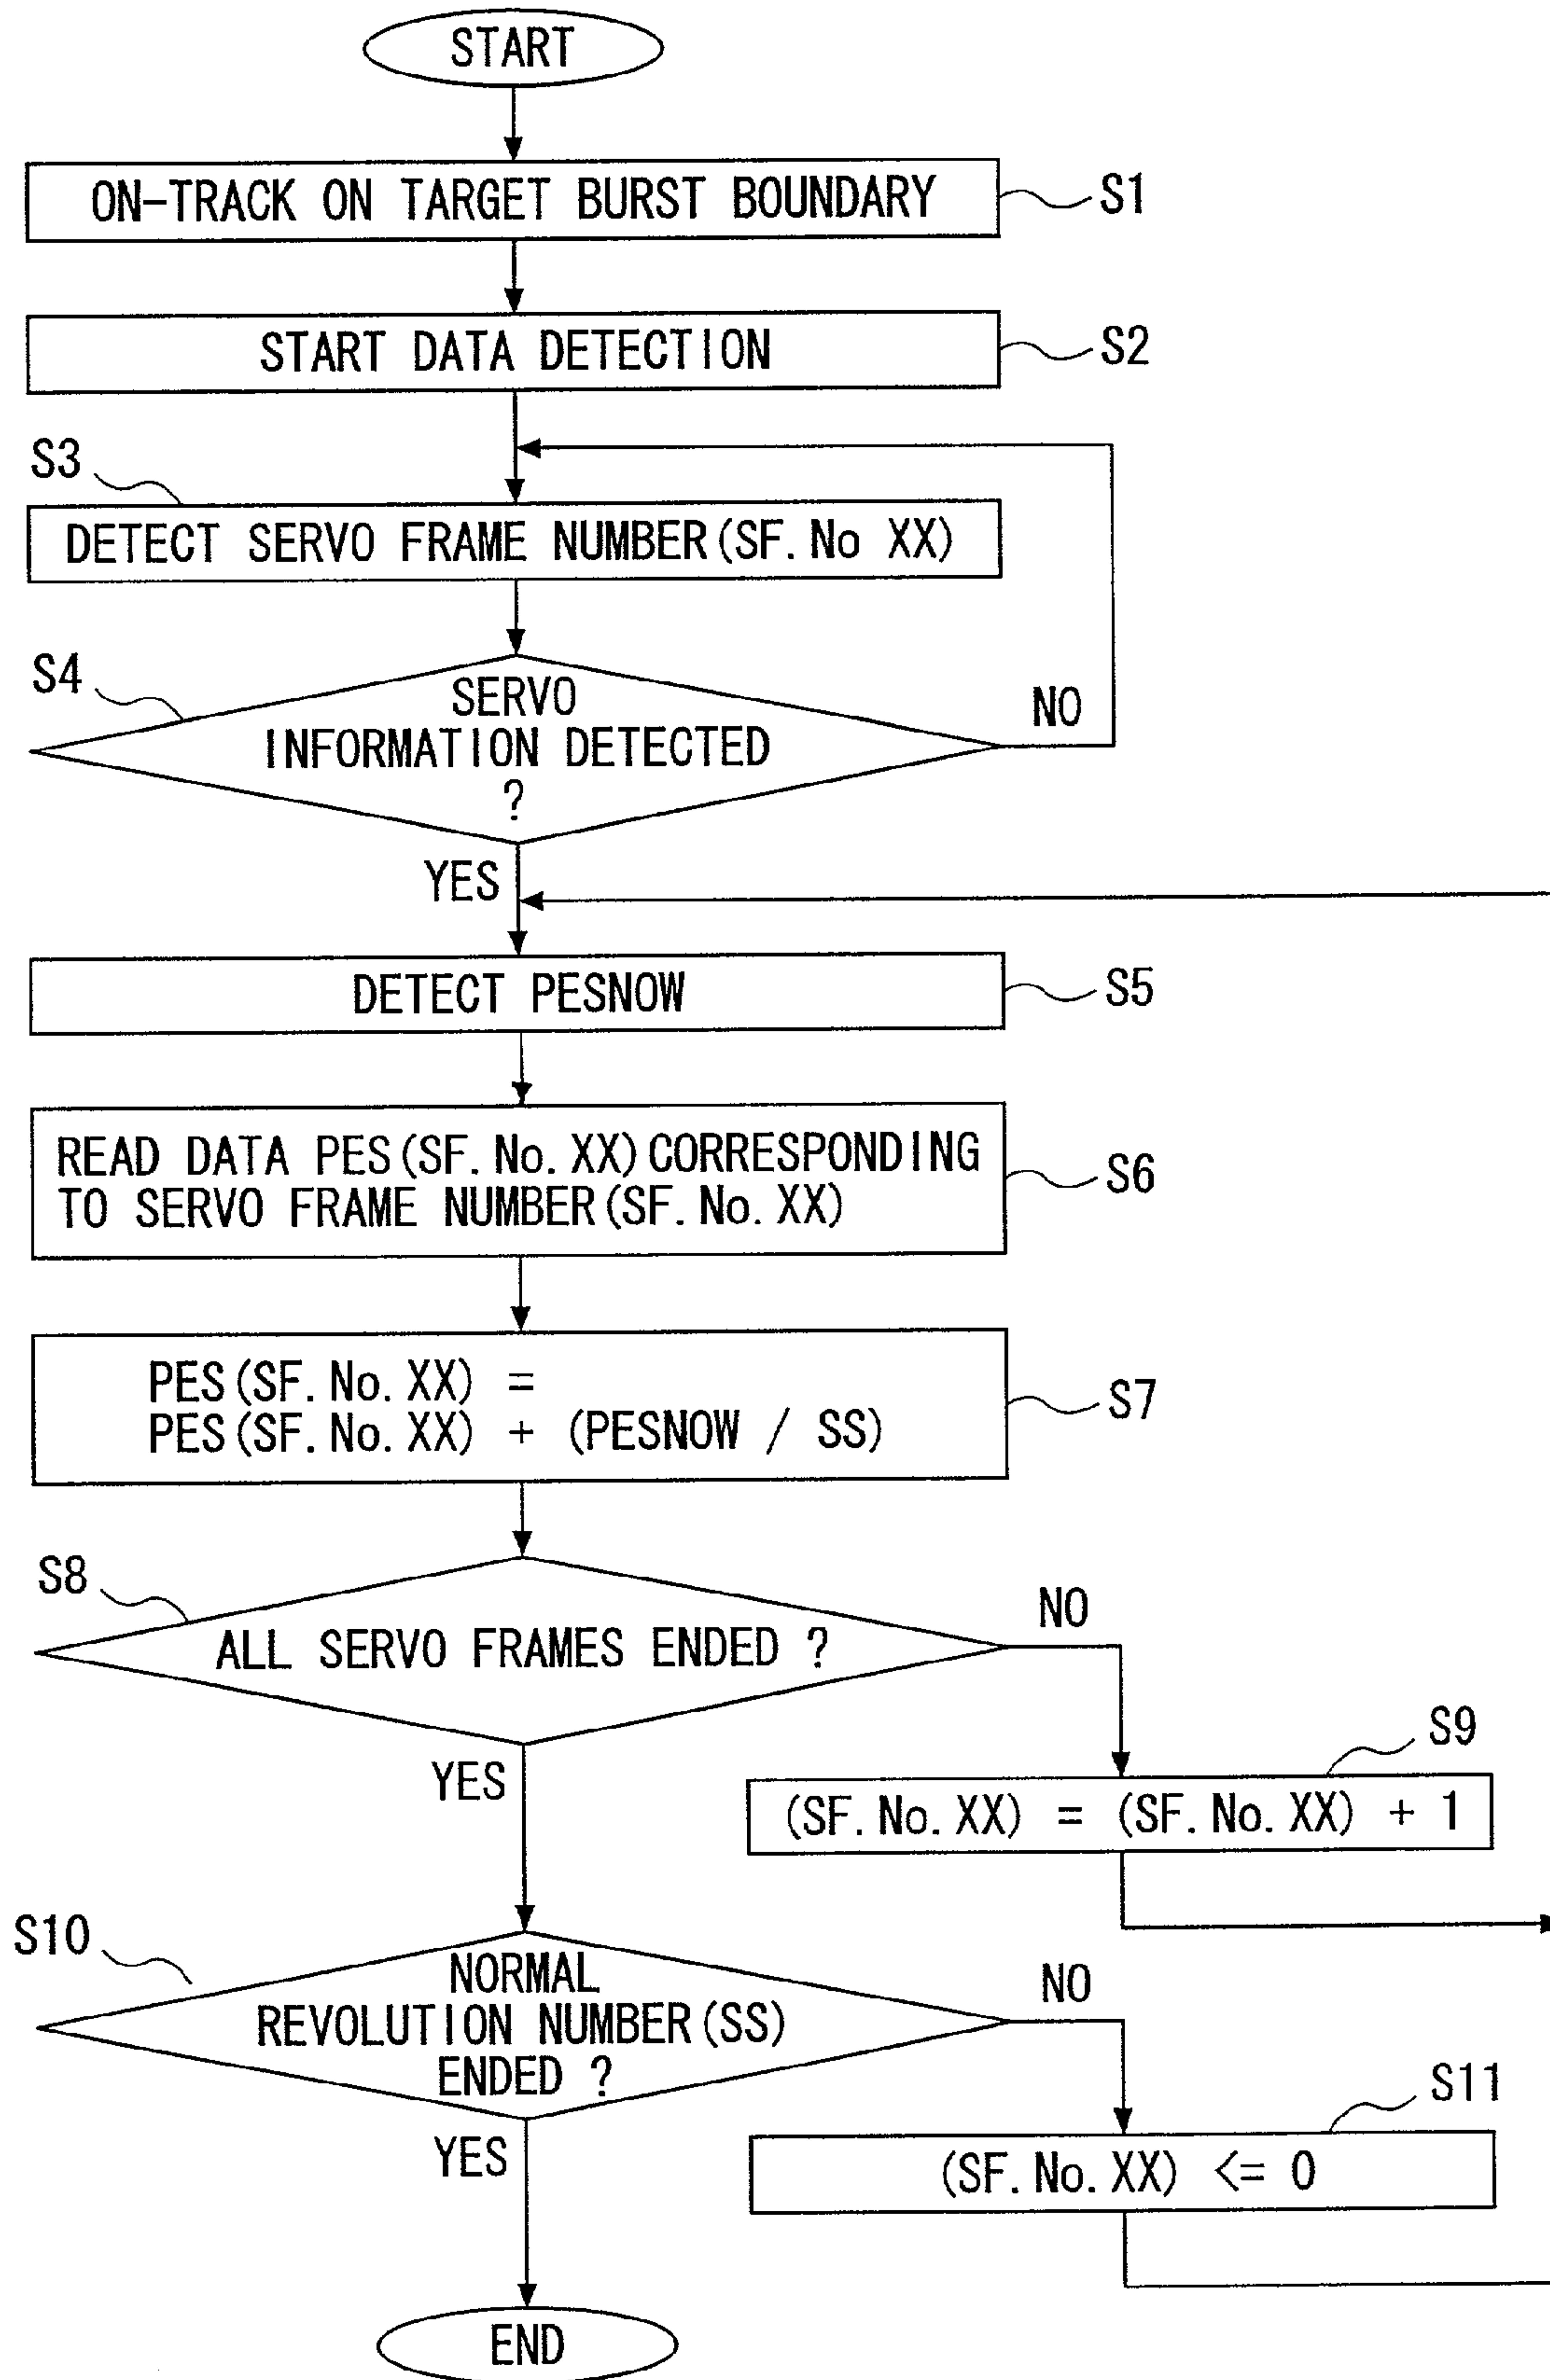 START
ON-TRACK ON TARGET BURST BOUNDARY
S1
START DATA DETECTION
S2
S3
DETECT SERVO FRAME NUMBER(SF. No XX)
S4
SERVO
INFORMATION DETECTED
?
NO
YES
DETECT PESNOW
S5
READ DATA PES(SF. No. XX)CORRESPONDING
TO SERVO FRAME NUMBER(SF. No. XX)
S6
PES(SF. No. XX) =
PES(SF. No. XX) + (PESNOW / SS)
S7
S8
ALL SERVO FRAMES ENDED ?
NO
YES
S9
(SF. No. XX) = (SF. No. XX) + 1
S10
NORMAL
REVOLUTION NUMBER(SS)
ENDED ?
NO
YES
S11
(SF. No. XX) <= 0
END